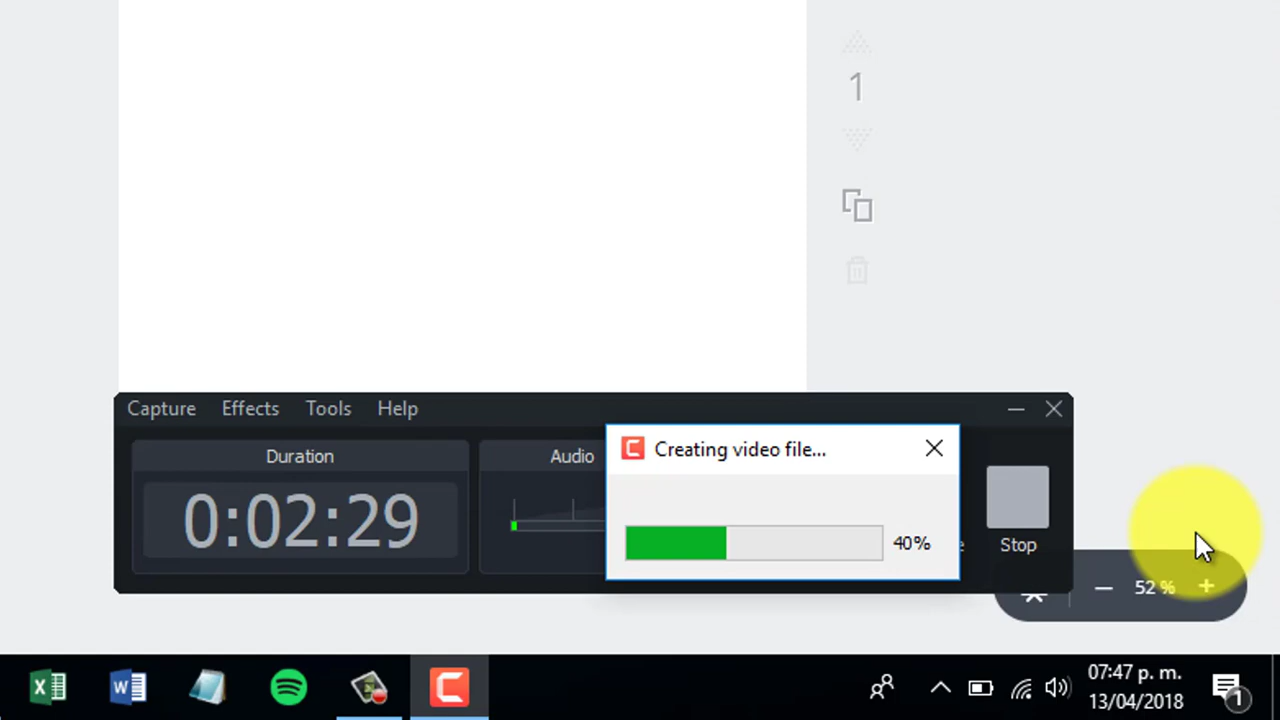 1
Capture Effects Tools Help
Duration
Audio
Creating video file...
0:02:29
40%
e
Stop
52 %
07:47 p. m.
13/04/2018
1